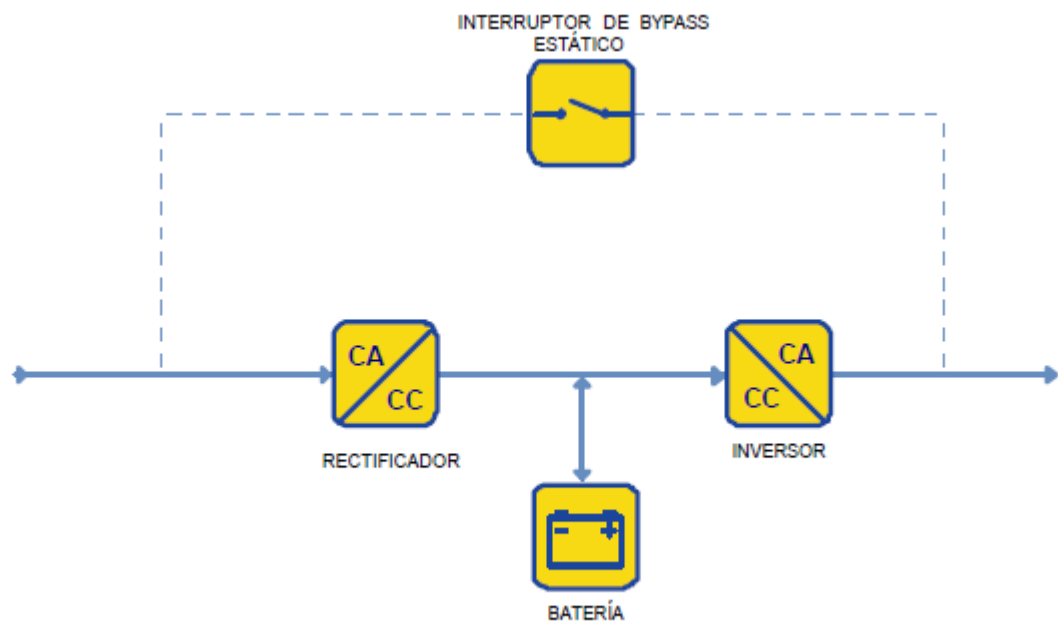 INTERRUPTOR DE BYPASS
ESTÁTICO
CA
CC
CA
CC
RECTIFICADOR
INVERSOR
BATERÍA